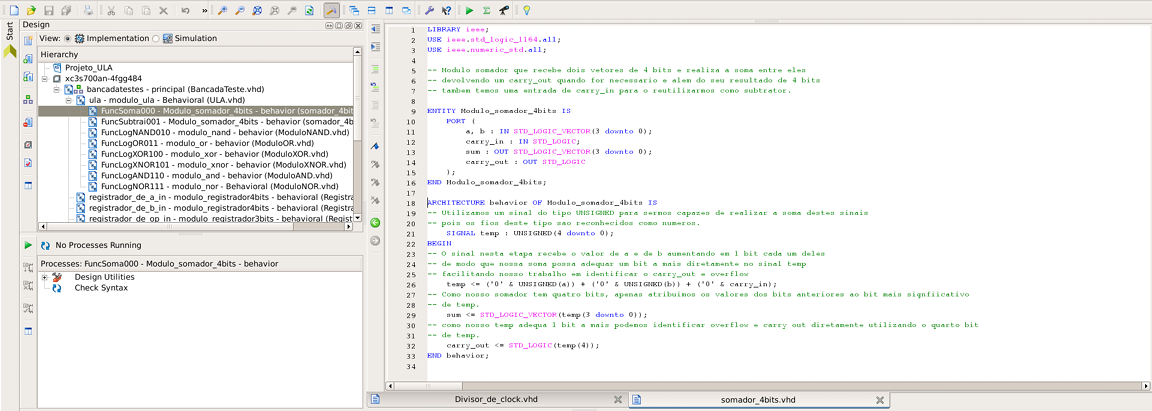 Start
Design
View: Implementation Simulation
Hierarchy
Projeto_ULA
xc3s700an-4fgg484
bancadatestes - principal (BancadaTeste.vhd)
ula - modulo_ula - Behavioral (ULA.vhd)
FuncSoma000 - Modulo_somador_4bits - behavior (somador_4bit
FuncSubtrai001 - Modulo_somador_4bits - behavior (somador_4b
FuncLogNAND010 - modulo_nand - behavior (ModuloNAND.vhd)
FuncLogOR011 - modulo_or - behavior (ModuloOR.vhd)
FuncLogXOR100 - modulo_xor - behavior (ModuloXOR.vhd)
FuncLogXNOR101 - modulo_xnor - behavior (ModuloXNOR.vhd)
FuncLogAND110 - modulo_and - behavior (ModuloAND.vhd)
FuncLogNOR111 - modulo_nor - Behavioral (ModuloNOR.vhd)
registrador_de_a_in - modulo_registrador4bits - behavioral (Registra
registrador_de_b_in - modulo_registrador4bits - behavioral (Registra
registrador_de_op_in - modulo_registrador3bits - behavioral (Registr
No Processes Running
Processes: FuncSoma000 - Modulo_somador_4bits - behavior
Design Utilities
Check Syntax
1 LIBRARY ieee;
2 USE ieee.std_logic_1164.all;
3 USE ieee.numeric_std.all;
4
5 -- Modulo somador que recebe dois vetores de 4 bits e realiza a soma entre eles
6 -- devolvendo um carry_out quando for necessario e alem do seu resultado de 4 bits
7 -- tambem temos uma entrada de carry_in para o reutilizarmos como subtrator.
8
9 ENTITY Modulo_somador_4bits IS
10 PORT (
11 a, b : IN STD_LOGIC_VECTOR(3 downto 0);
12 carry_in : IN STD_LOGIC;
13 sum : OUT STD_LOGIC_VECTOR(3 downto 0);
14 carry_out : OUT STD_LOGIC
15 );
16 END Modulo_somador_4bits;
17
18 ARCHITECTURE behavior OF Modulo_somador_4bits IS
19 -- Utilizamos um sinal do tipo UNSIGNED para sermos capazes de realizar a soma destes sinais
20 -- pois os fios deste tipo sao reconhecidos como numeros.
21 SIGNAL temp : UNSIGNED(4 downto 0);
22 BEGIN
23 -- O sinal nesta etapa recebe o valor de a e de b aumentando em 1 bit cada um deles
24 -- de modo que nossa soma possa adequar um bit a mais diretamente no sinal temp
25 -- facilitando nosso trabalho em identificar o carry_out e overflow
26 temp <= ('0' & UNSIGNED(a)) + ('0' & UNSIGNED(b)) + ('0' & carry_in);
27 -- Como nosso somador tem quatro bits, apenas atribuimos os valores dos bits anteriores ao bit mais signfiicativo
28 -- de temp.
29 sum <= STD_LOGIC_VECTOR(temp(3 downto 0));
30 -- como nosso temp adequa 1 bit a mais podemos identificar overflow e carry out diretamente utilizando o quarto bit
31 -- de temp.
32 carry_out <= STD_LOGIC(temp(4));
33 END behavior;
34
Divisor_de_clock.vhd
somador_4bits.vhd